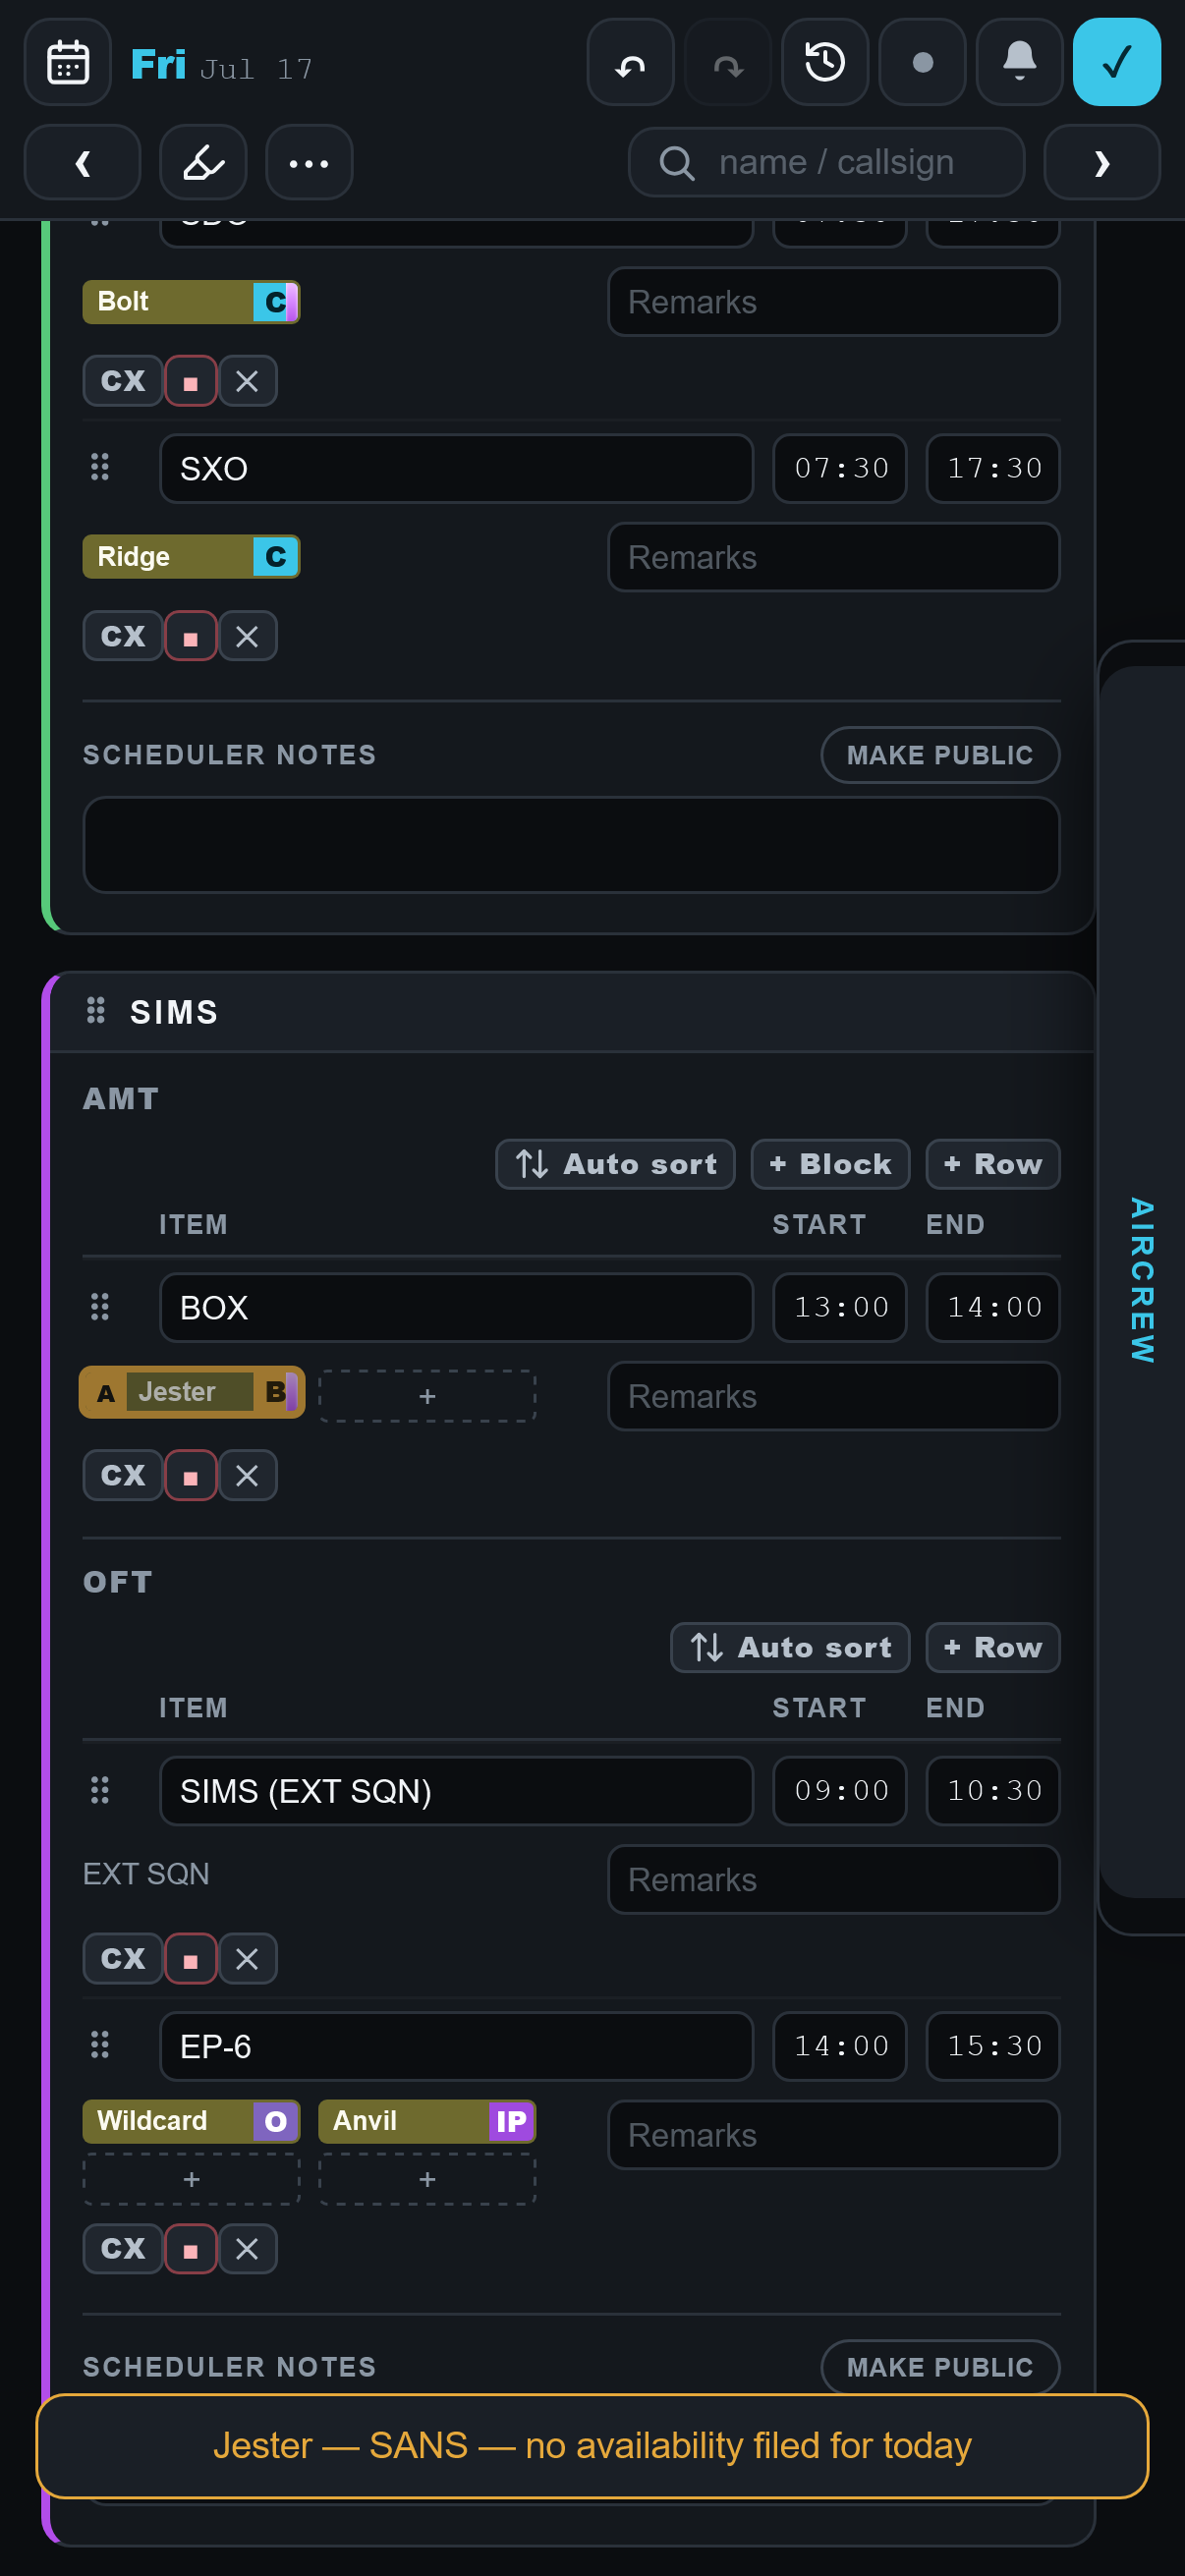 Fri Jul 17
name / callsign
Bolt C Remarks
CX
SXO 07:30 17:30
Ridge C Remarks
CX
SCHEDULER NOTES MAKE PUBLIC
SIMS
AMT
Auto sort + Block + Row
ITEM START END
BOX 13:00 14:00
A Jester B + Remarks
CX
OFT
Auto sort + Row
ITEM START END
SIMS (EXT SQN) 09:00 10:30
EXT SQN Remarks
CX
EP-6 14:00 15:30
Wildcard O Anvil IP Remarks
+ +
CX
SCHEDULER NOTES MAKE PUBLIC
Jester — SANS — no availability filed for today
AIRCREW